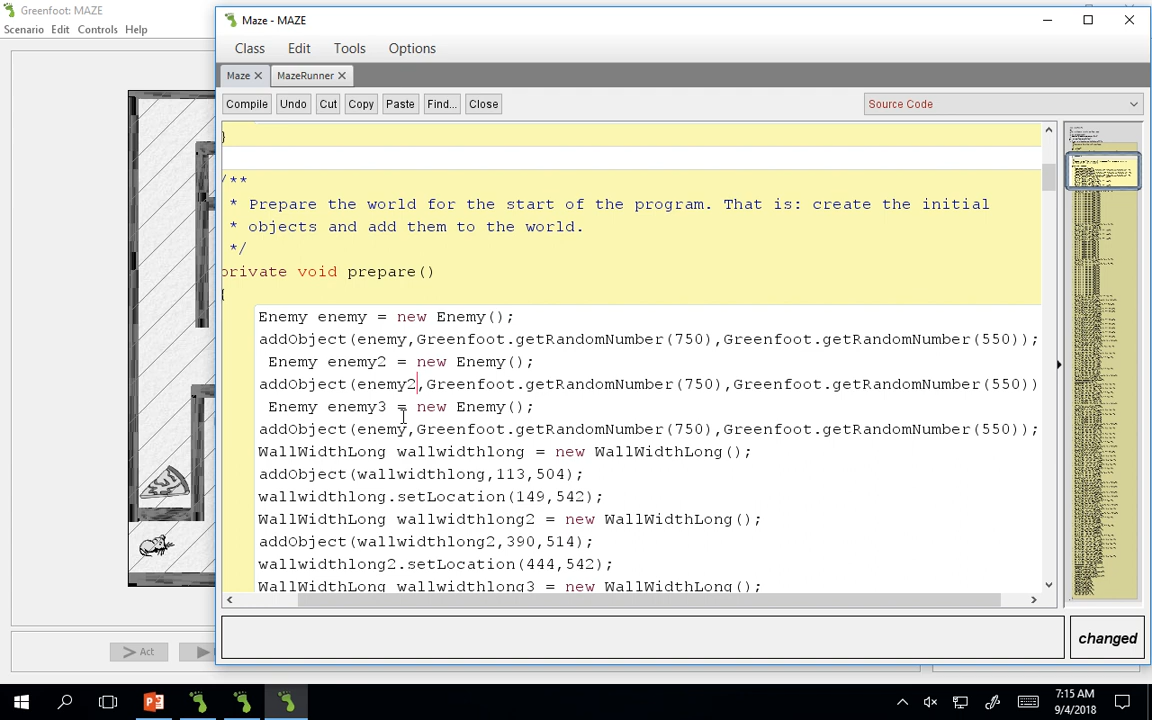 Greenfoot: MAZE
Scenario Edit Controls Help
Maze - MAZE
Class Edit Tools Options
Maze MazeRunner
Compile Undo Cut Copy Paste Find... Close Source Code
}
/**
* Prepare the world for the start of the program. That is: create the initial
* objects and add them to the world.
*/
private void prepare()
{
Enemy enemy = new Enemy();
addObject(enemy,Greenfoot.getRandomNumber(750),Greenfoot.getRandomNumber(550));
Enemy enemy2 = new Enemy();
addObject(enemy2,Greenfoot.getRandomNumber(750),Greenfoot.getRandomNumber(550))
Enemy enemy3 = new Enemy();
addObject(enemy,Greenfoot.getRandomNumber(750),Greenfoot.getRandomNumber(550));
WallWidthLong wallwidthlong = new WallWidthLong();
addObject(wallwidthlong,113,504);
wallwidthlong.setLocation(149,542);
WallWidthLong wallwidthlong2 = new WallWidthLong();
addObject(wallwidthlong2,390,514);
wallwidthlong2.setLocation(444,542);
WallWidthLong wallwidthlong3 = new WallWidthLong();
Act
changed
7:15 AM
9/4/2018